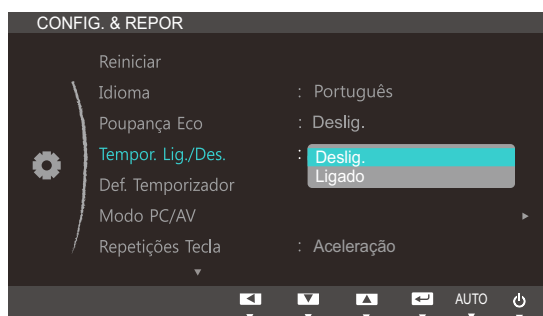 CONFIG. & REPOR
Reiniciar
Idioma : Português
Poupança Eco : Deslig.
Tempor. Lig./Des. : Deslig.
Ligado
Def. Temporizador
Modo PC/AV
Repetições Tecla : Aceleração
AUTO